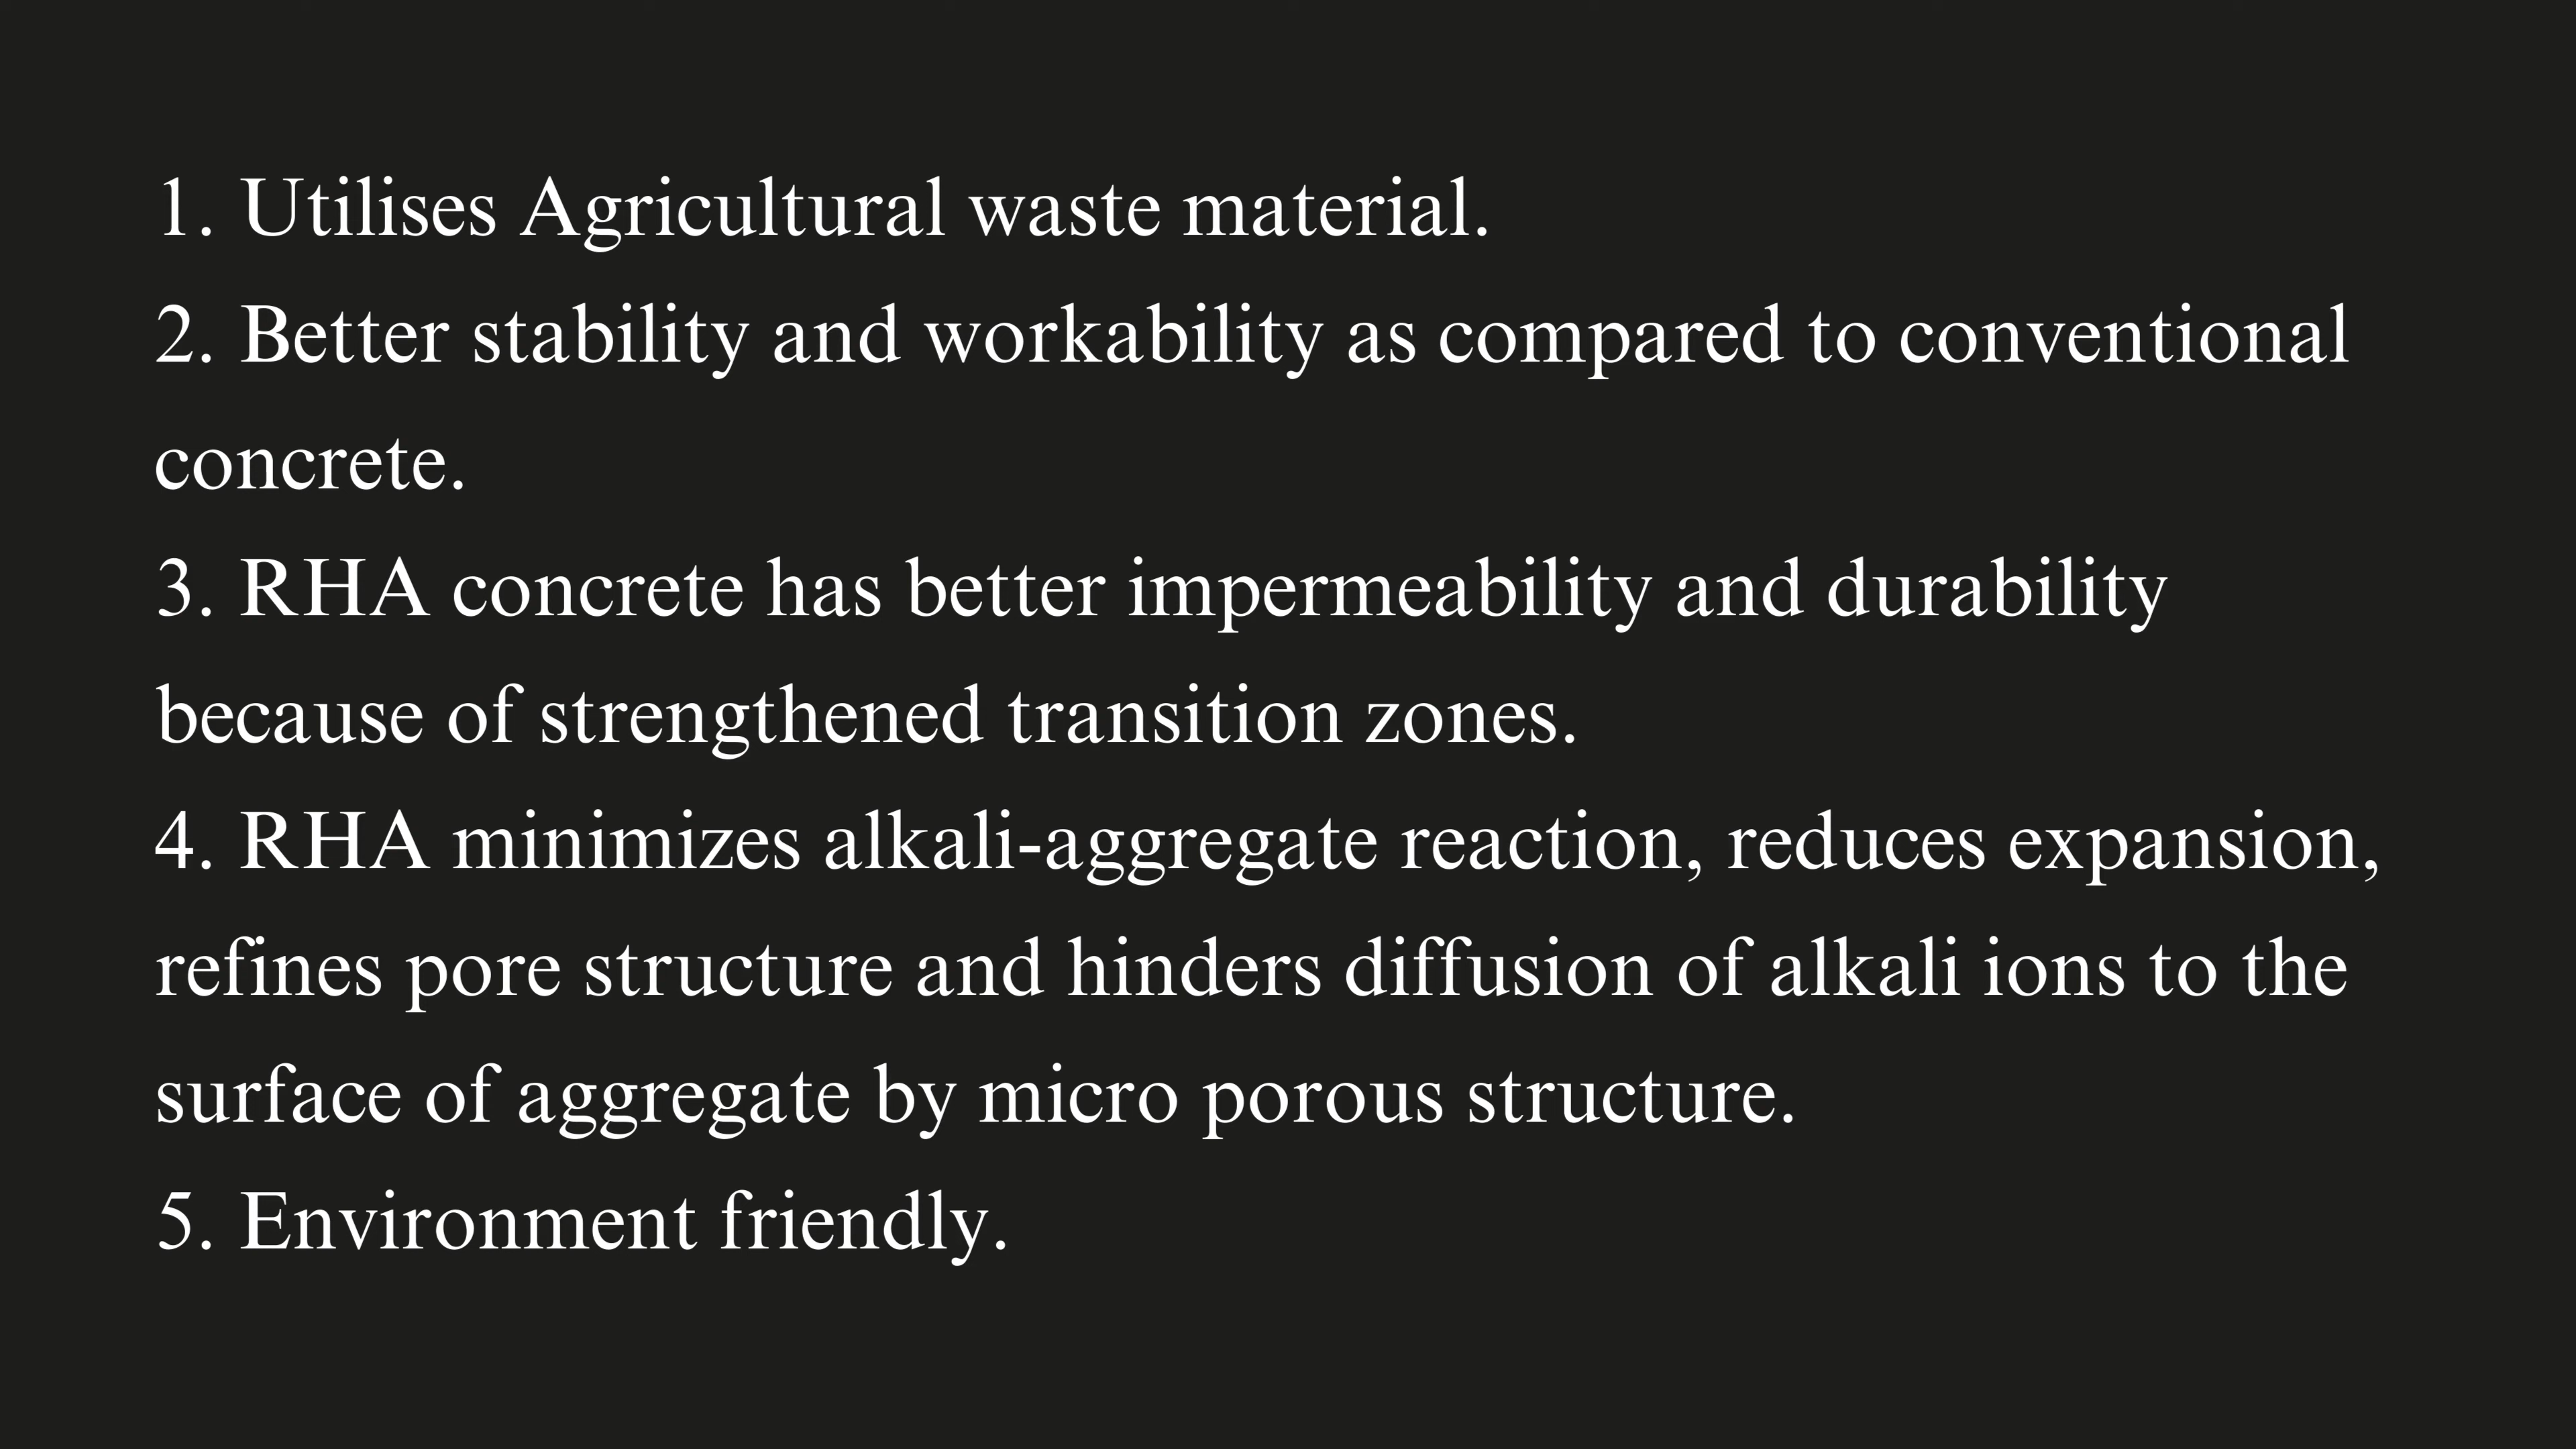 1. Utilises Agricultural waste material.
2. Better stability and workability as compared to conventional
concrete.
3. RHA concrete has better impermeability and durability
because of strengthened transition zones.
4. RHA minimizes alkali-aggregate reaction, reduces expansion,
refines pore structure and hinders diffusion of alkali ions to the
surface of aggregate by micro porous structure.
5. Environment friendly.